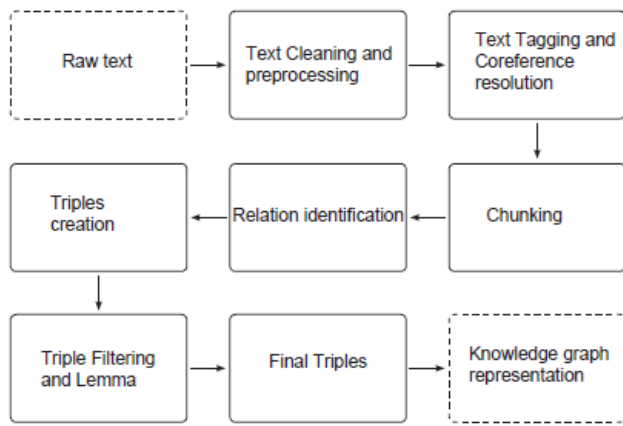 Raw text
Text Cleaning and
preprocessing
Text Tagging and
Coreference
resolution
Chunking
Relation identification
Triples
creation
Triple Filtering
and Lemma
Final Triples
Knowledge graph
representation